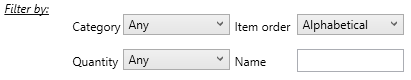 Filter by:
Category Any Item order Alphabetical
Quantity Any Name